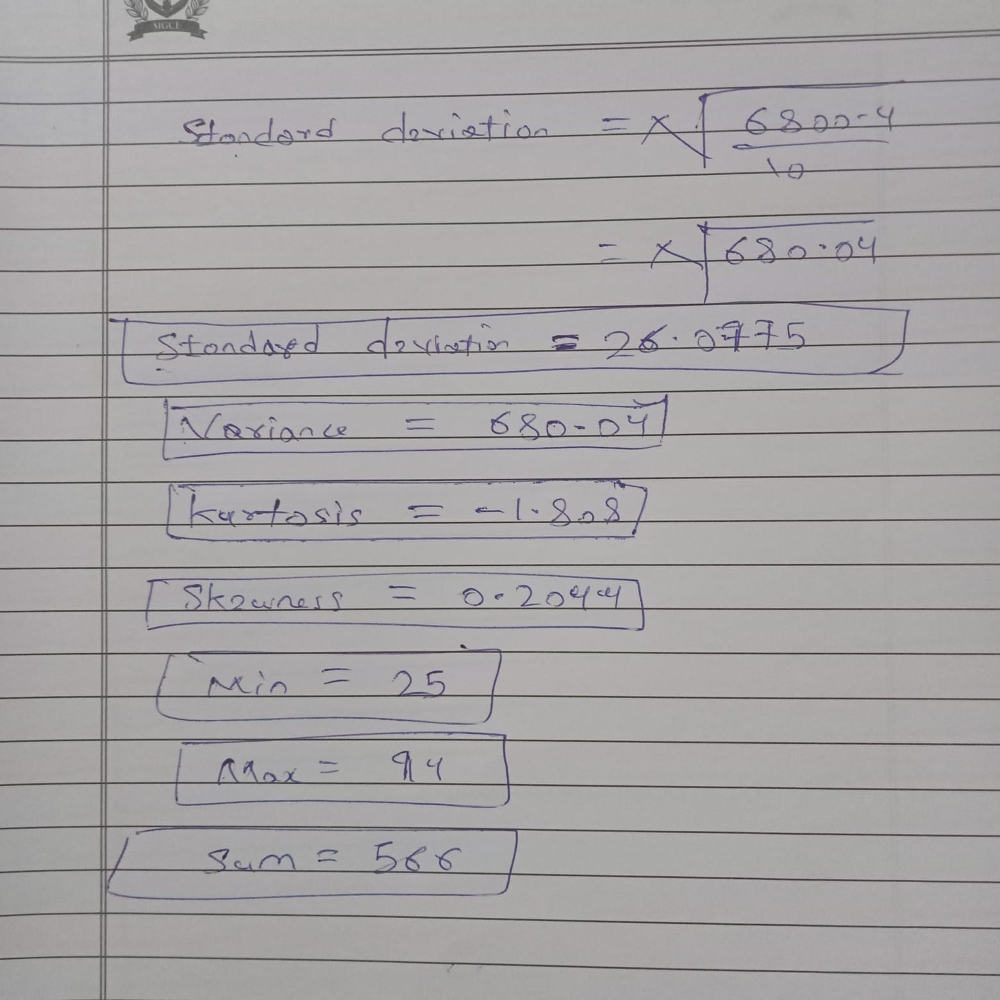 SIGCE
Standard deviation = √6800.4
10
= √680.04
Standard deviation = 26.0775
Variance = 680.04
kurtosis = -1.808
Skewness = 0.2044
Min = 25
Max = 94
Sum = 566